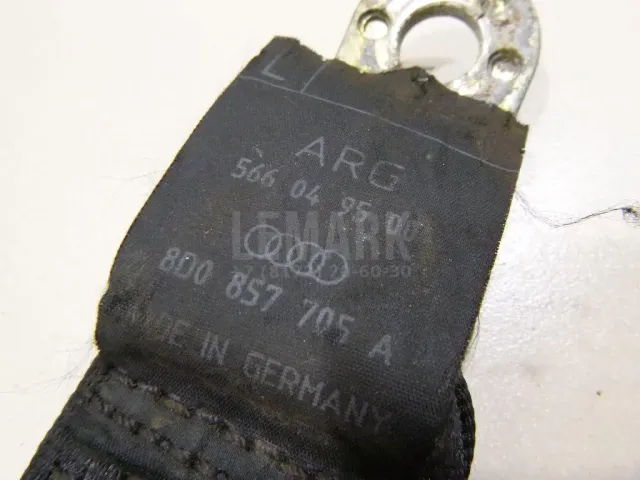 L
ARG
566 04 95 00
LEMARK
8D0 857 705 A
MADE IN GERMANY